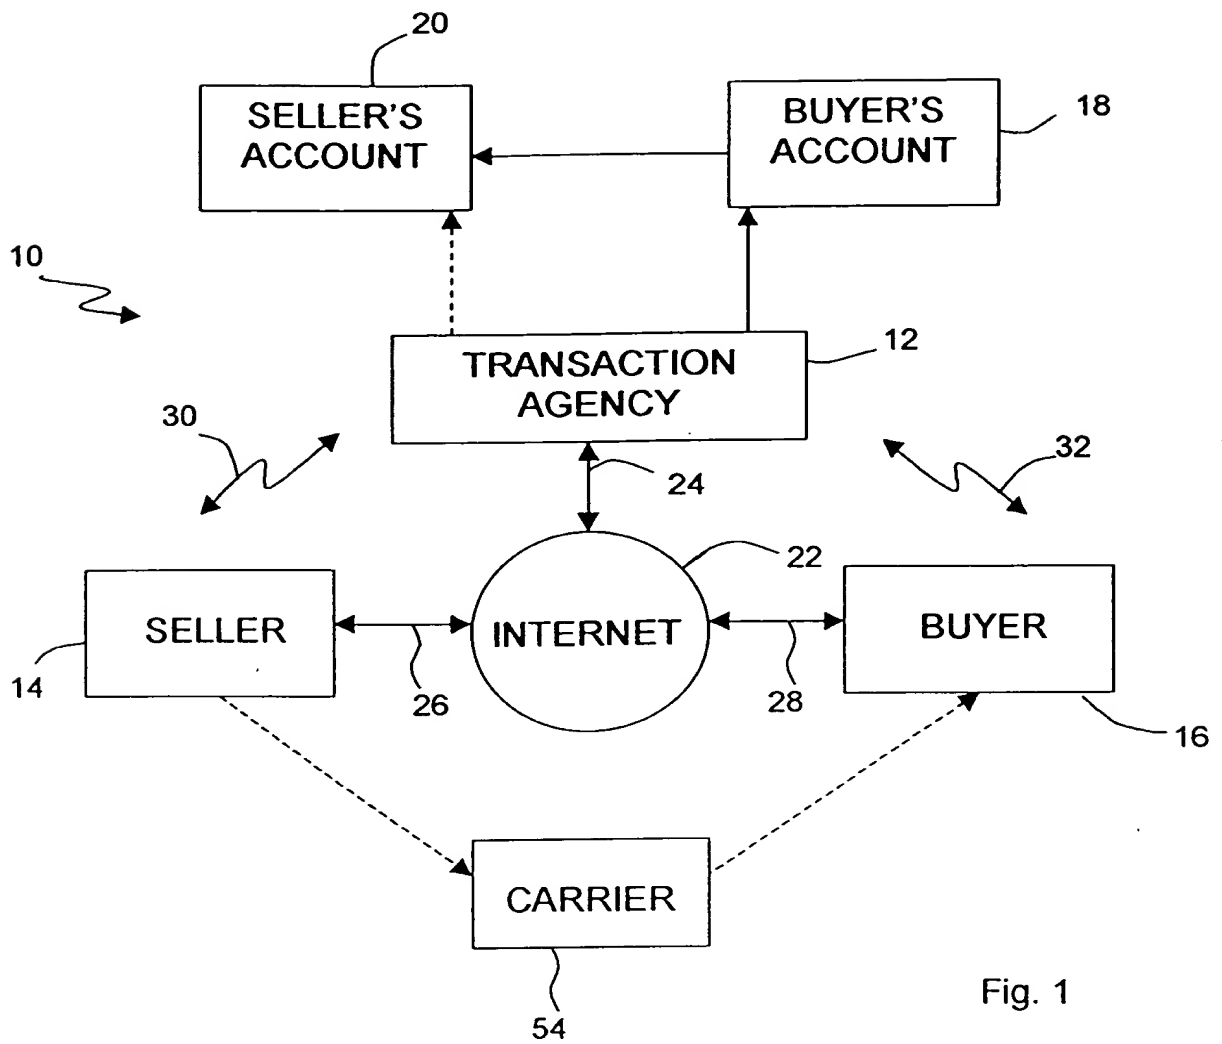 20
SELLER'S
ACCOUNT
BUYER'S
ACCOUNT
18
10
TRANSACTION
AGENCY
12
30
32
24
22
SELLER
INTERNET
BUYER
14
26
28
16
CARRIER
54
Fig. 1